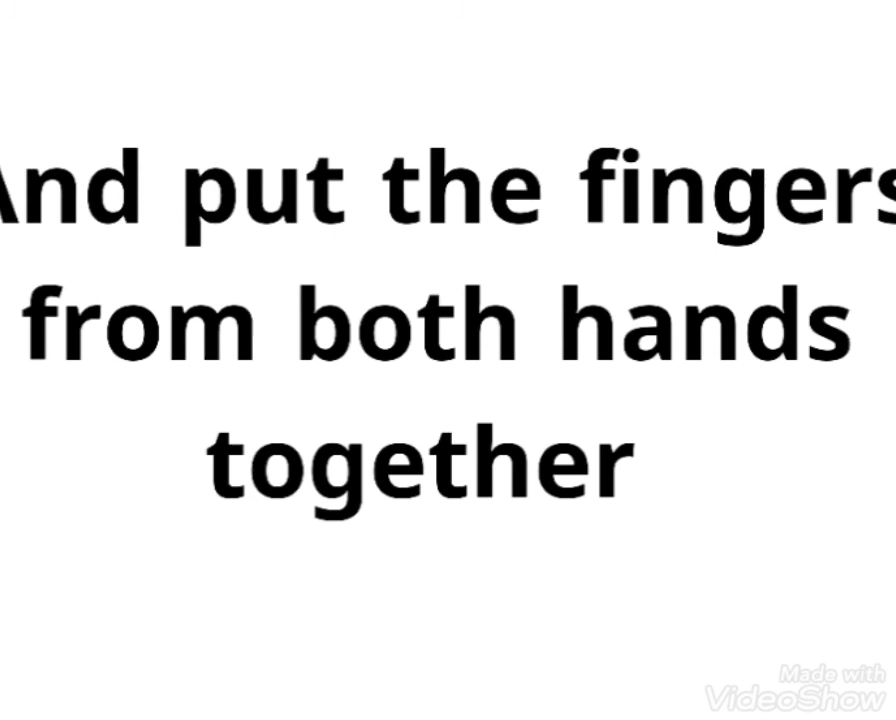 And put the fingers
from both hands
together
Made with
VideoShow